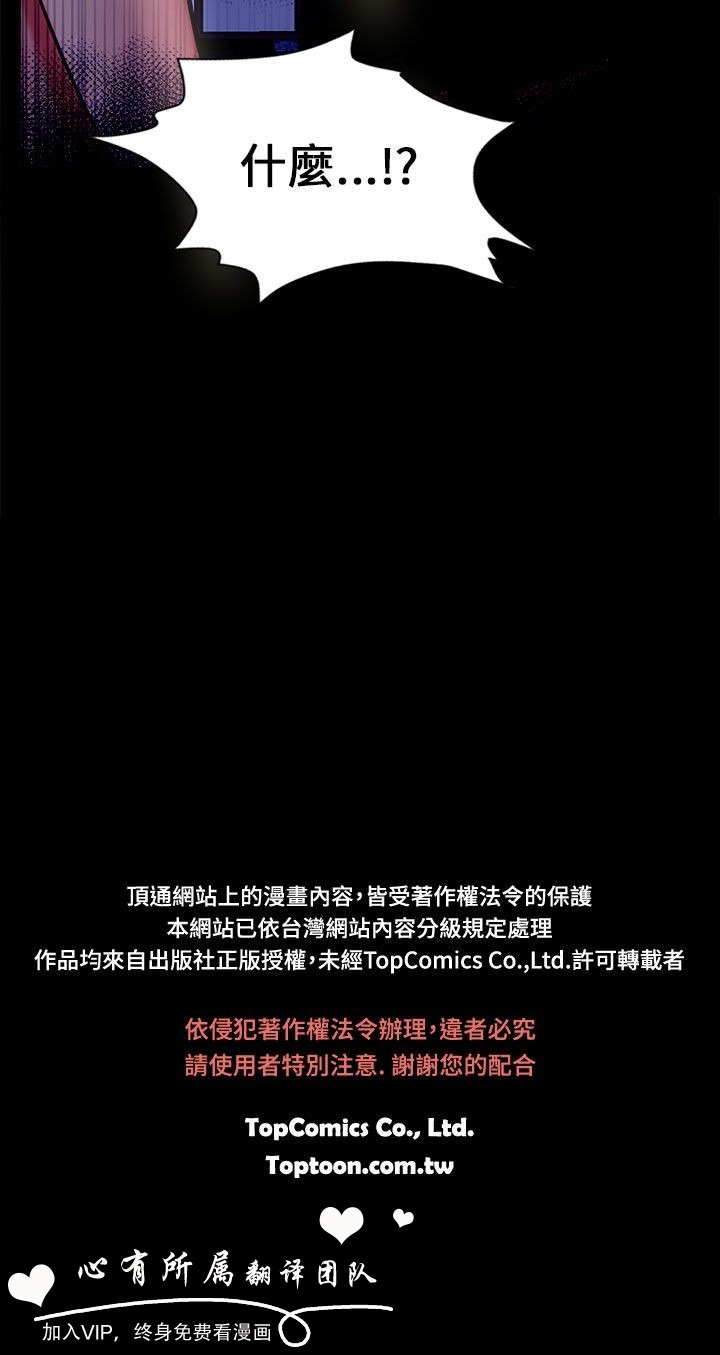 什麼...!?
頂通網站上的漫畫內容，皆受著作權法令的保護
本網站已依台灣網站內容分級規定處理
作品均來自出版社正版授權，未經TopComics Co.,Ltd.許可轉載者
依侵犯著作權法令辦理，違者必究
請使用者特別注意. 謝謝您的配合
TopComics Co., Ltd.
Toptoon.com.tw
心有所属翻译团队
加入VIP，终身免费看漫画